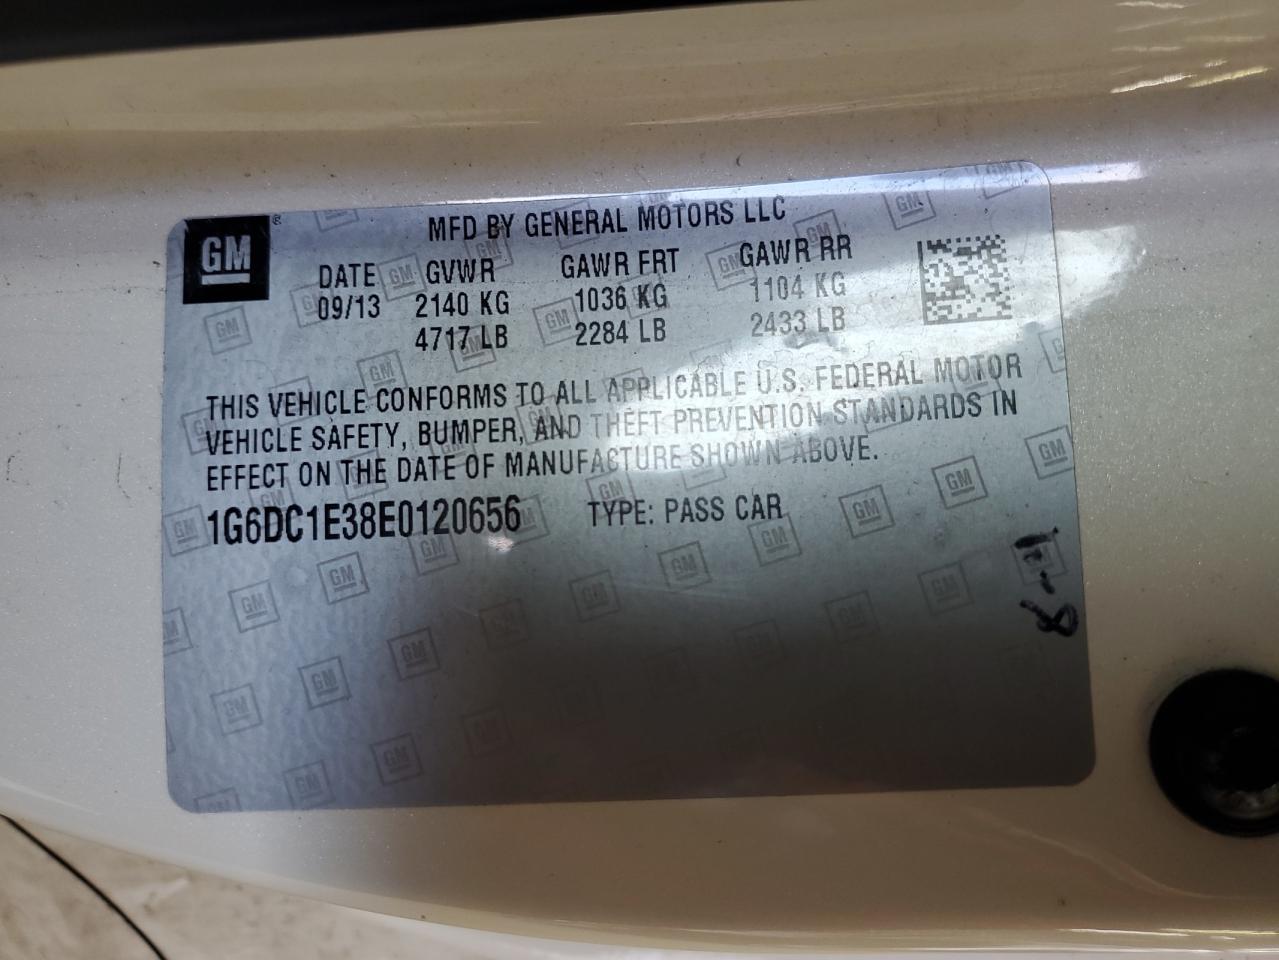 GM ®
MFD BY GENERAL MOTORS LLC
DATE GVWR GAWR FRT GAWR RR
09/13 2140 KG 1036 KG 1104 KG
4717 LB 2284 LB 2433 LB
THIS VEHICLE CONFORMS TO ALL APPLICABLE U.S. FEDERAL MOTOR
VEHICLE SAFETY, BUMPER, AND THEFT PREVENTION STANDARDS IN
EFFECT ON THE DATE OF MANUFACTURE SHOWN ABOVE.
1G6DC1E38E0120656 TYPE: PASS CAR
8-1